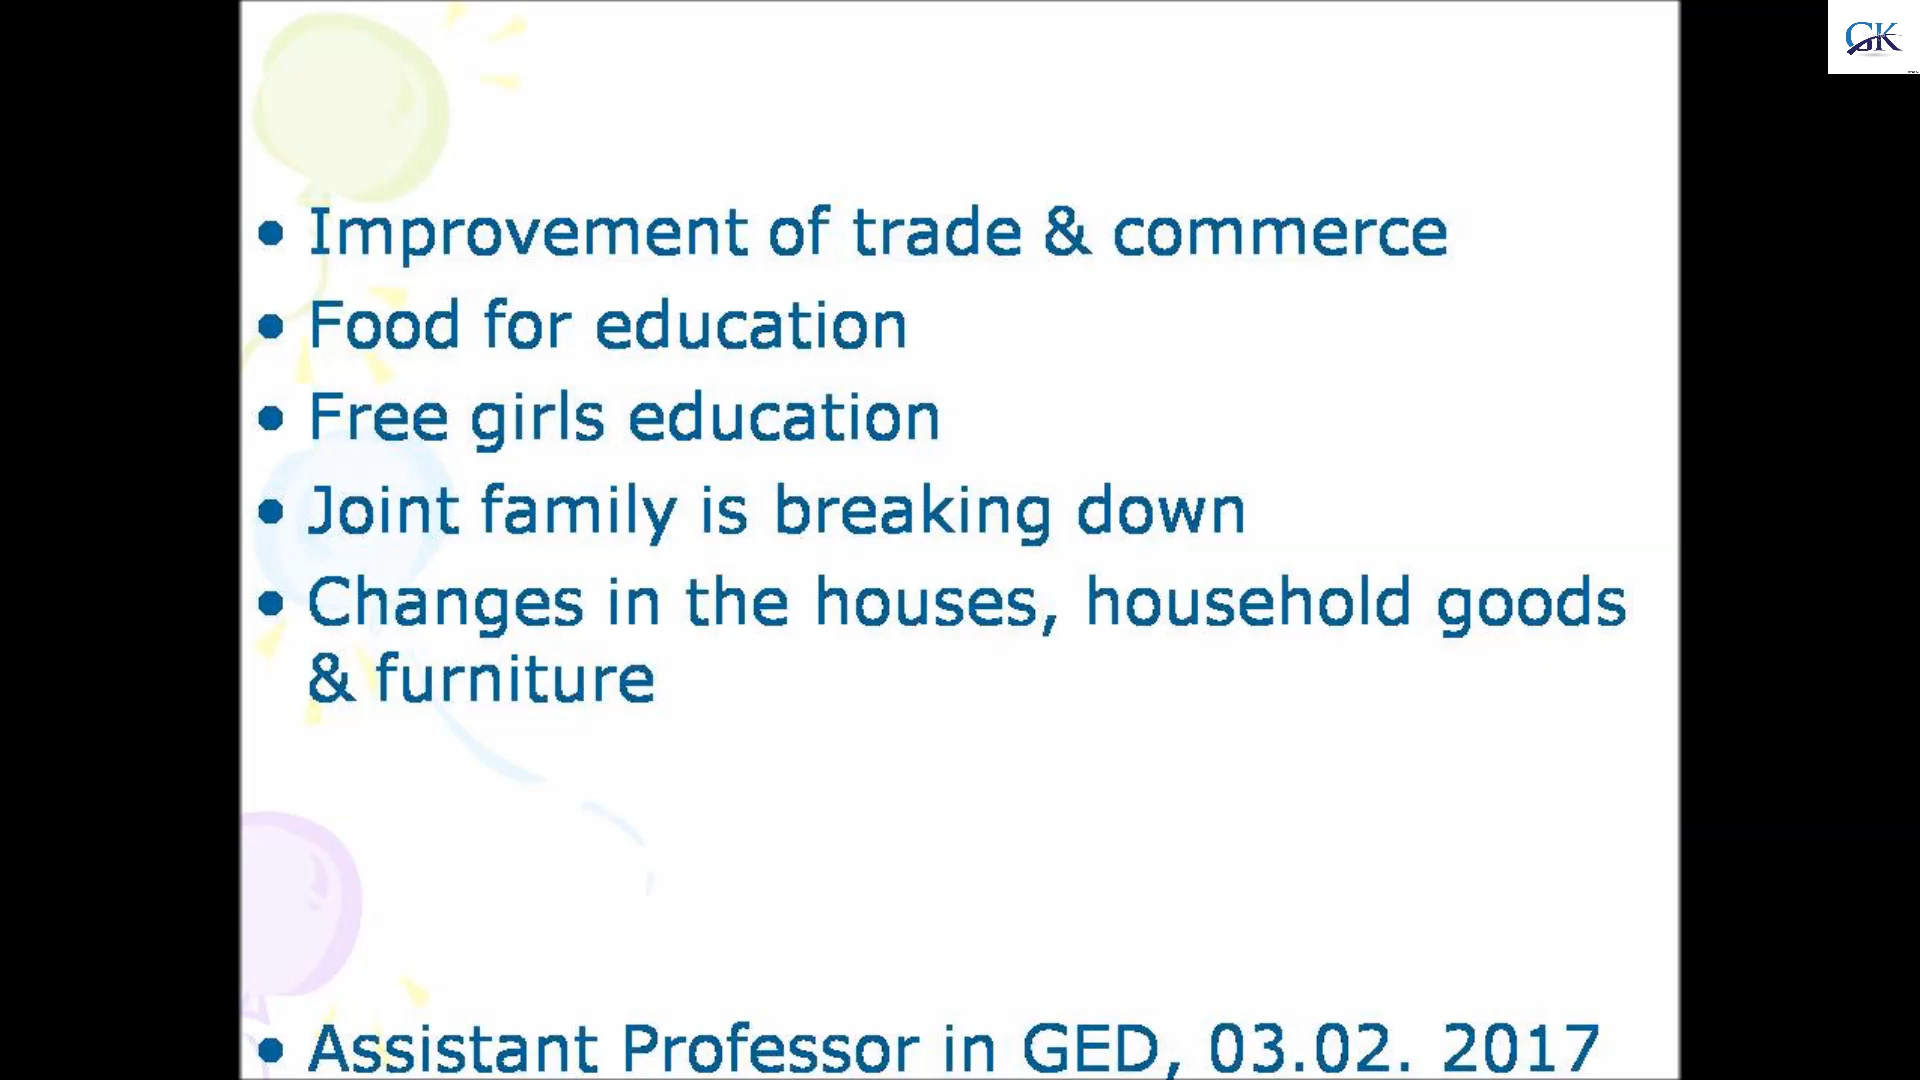 GK
• Improvement of trade & commerce
• Food for education
• Free girls education
• Joint family is breaking down
• Changes in the houses, household goods
& furniture
• Assistant Professor in GED, 03.02. 2017